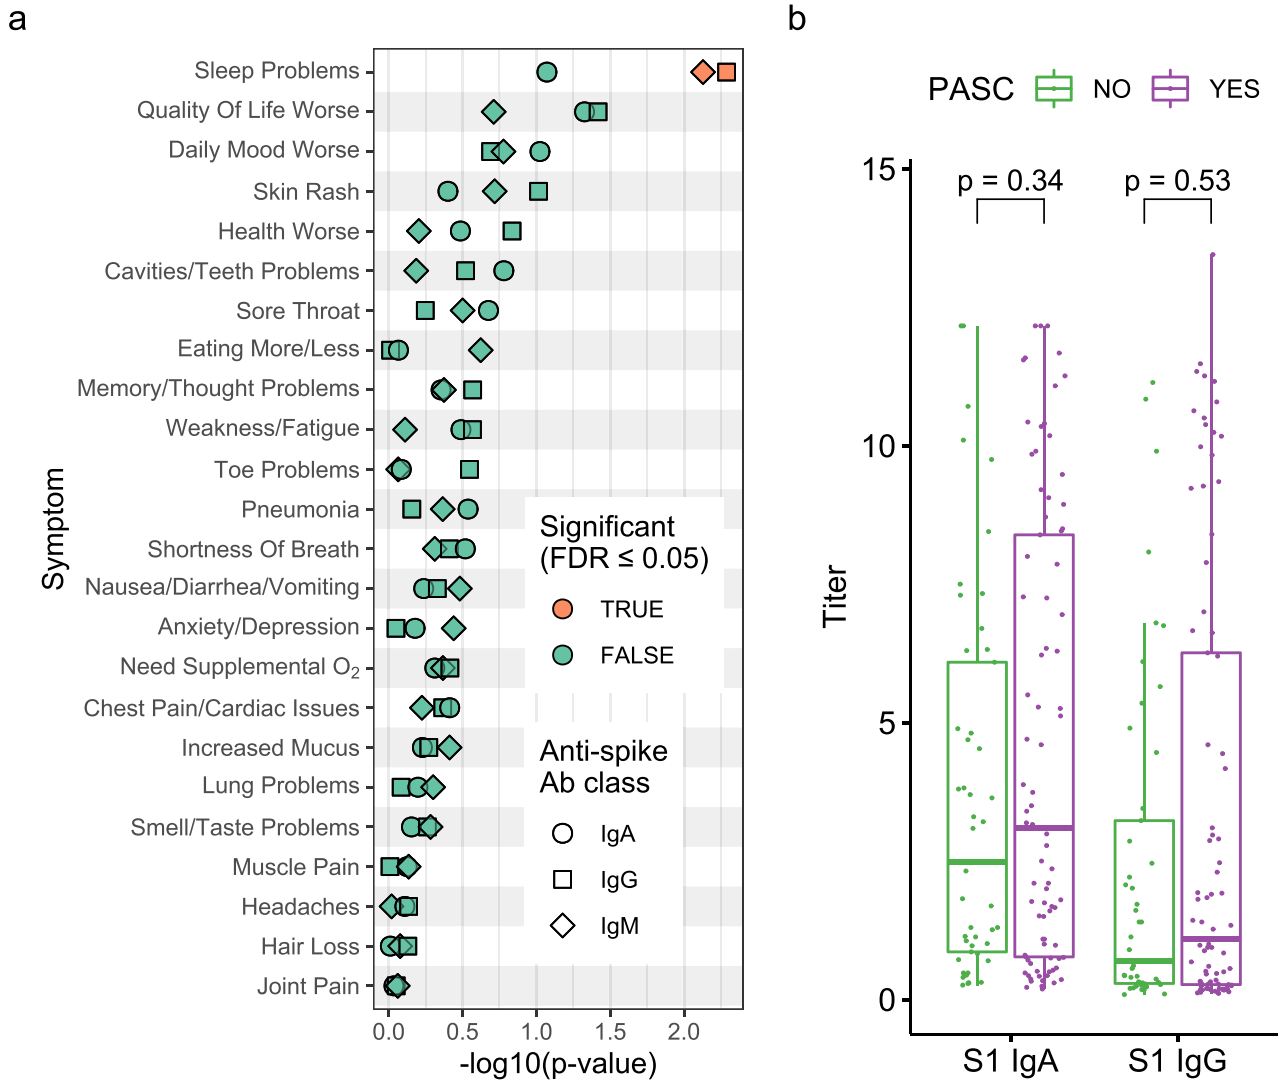 a
Sleep Problems
Quality Of Life Worse
Daily Mood Worse
Skin Rash
Health Worse
Cavities/Teeth Problems
Sore Throat
Eating More/Less
Memory/Thought Problems
Weakness/Fatigue
Toe Problems
Pneumonia
Shortness Of Breath
Nausea/Diarrhea/Vomiting
Anxiety/Depression
Need Supplemental O₂
Chest Pain/Cardiac Issues
Increased Mucus
Lung Problems
Smell/Taste Problems
Muscle Pain
Headaches
Hair Loss
Joint Pain
Symptom
0.0 0.5 1.0 1.5 2.0
-log10(p-value)
Significant
(FDR ≤ 0.05)
TRUE
FALSE
Anti-spike
Ab class
IgA
IgG
IgM
b
PASC NO YES
15
10
5
0
Titer
p = 0.34 p = 0.53
S1 IgA S1 IgG